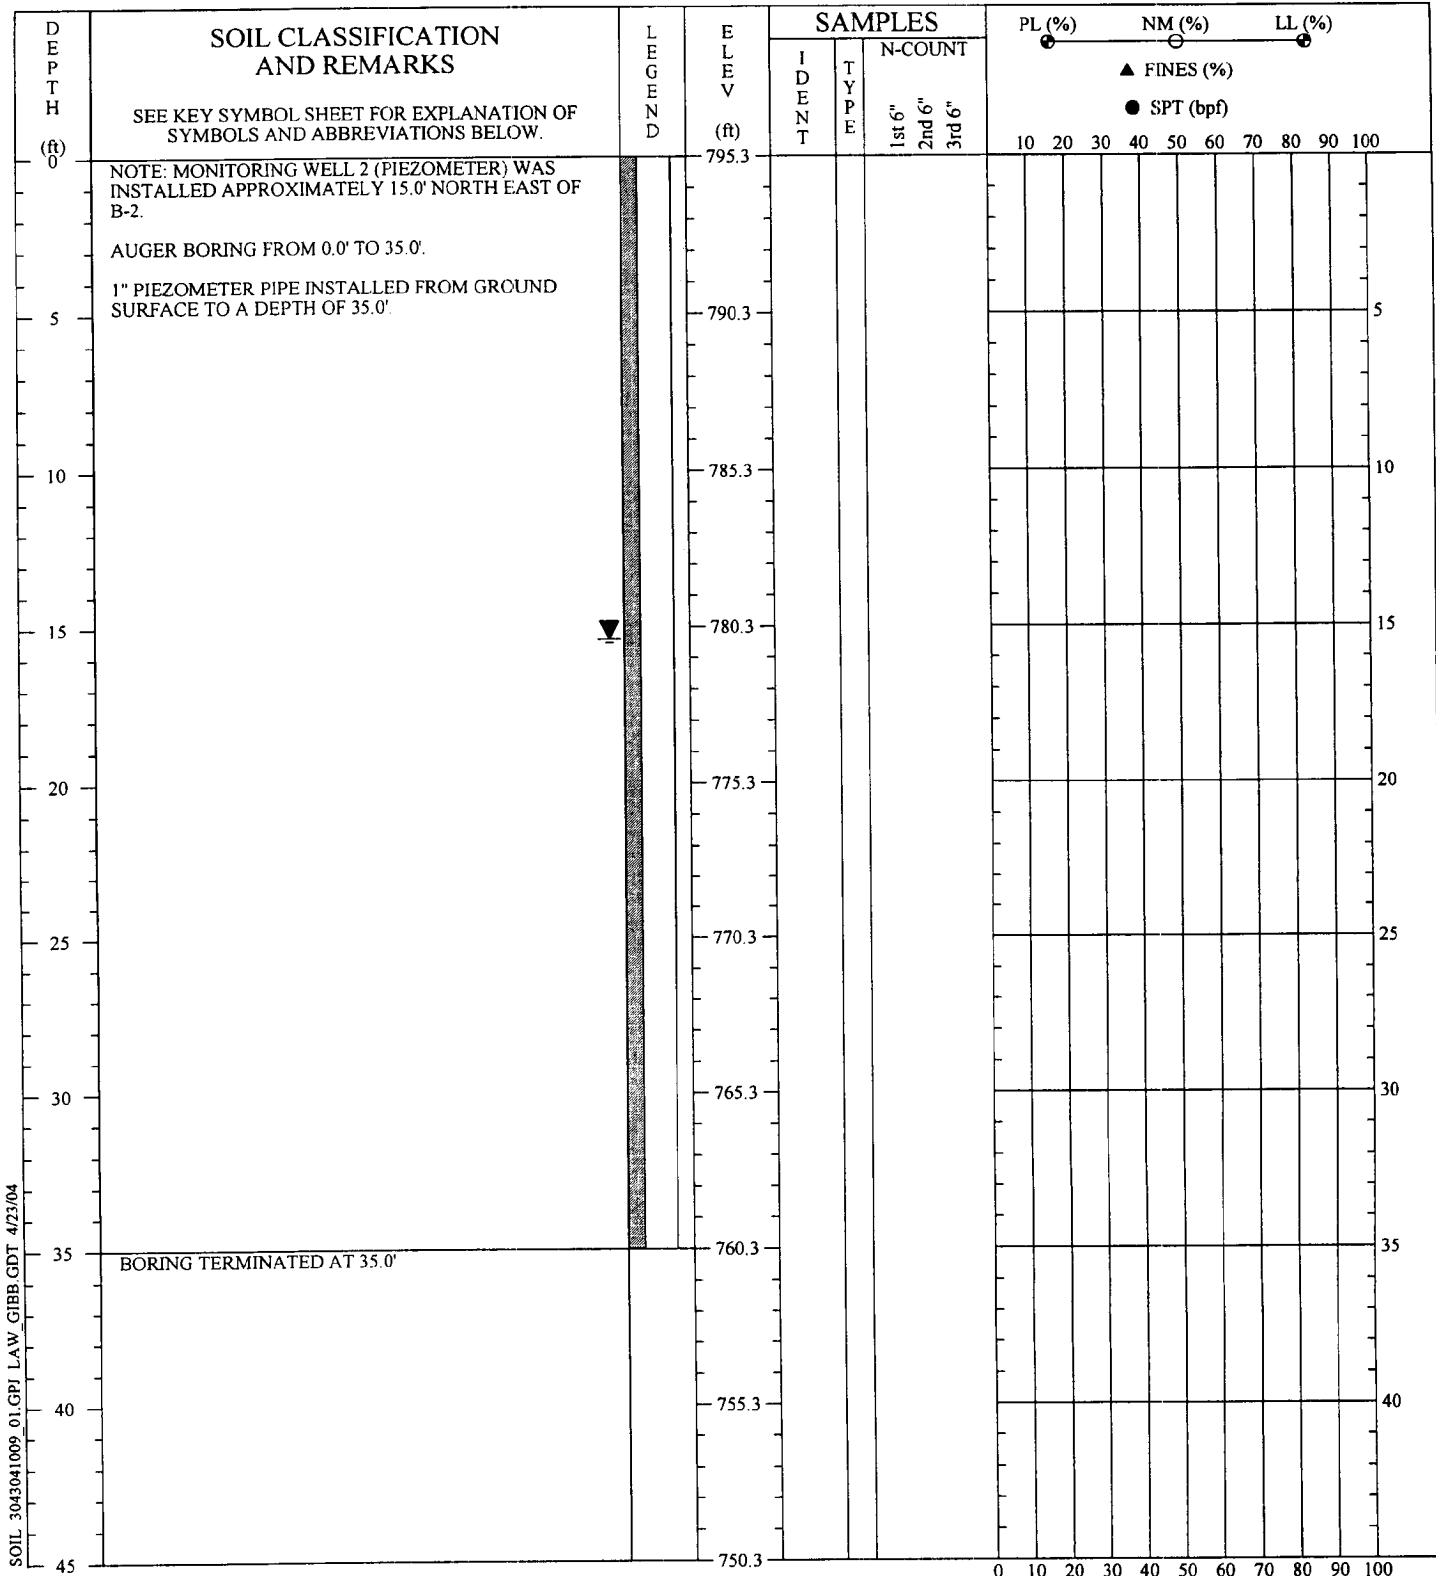 DEPTH
(ft)
SOIL CLASSIFICATION
AND REMARKS
SEE KEY SYMBOL SHEET FOR EXPLANATION OF
SYMBOLS AND ABBREVIATIONS BELOW.
LEGEND
ELEV
(ft)
SAMPLES
IDENT
TYPE
N-COUNT
1st 6"
2nd 6"
3rd 6"
PL (%) NM (%) LL (%)
▲ FINES (%)
● SPT (bpf)
10 20 30 40 50 60 70 80 90 100
0 795.3
NOTE: MONITORING WELL 2 (PIEZOMETER) WAS
INSTALLED APPROXIMATELY 15.0' NORTH EAST OF
B-2.
AUGER BORING FROM 0.0' TO 35.0'.
1" PIEZOMETER PIPE INSTALLED FROM GROUND
SURFACE TO A DEPTH OF 35.0'.
5 790.3 5
10 785.3 10
15 780.3 15
20 775.3 20
25 770.3 25
30 765.3 30
35 760.3 35
BORING TERMINATED AT 35.0'
40 755.3 40
45 750.3
0 10 20 30 40 50 60 70 80 90 100
SOIL 3043041009_01.GPJ LAW_GIBB.GDT 4/23/04